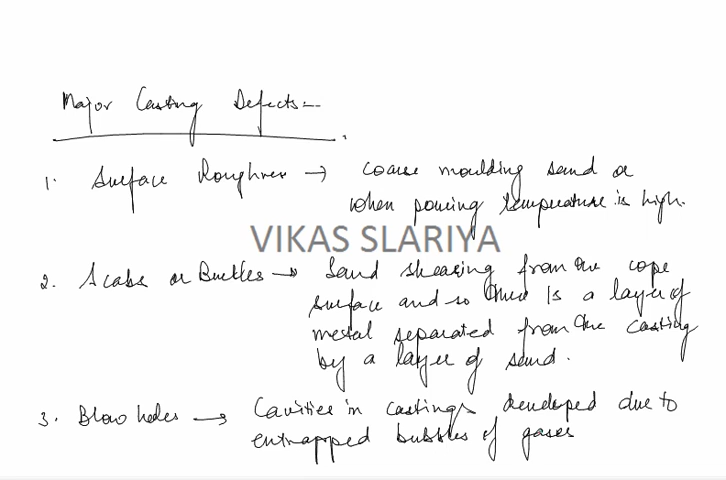 Major Casting Defects:-
1. Surface Roughness → coarse moulding sand or
when pouring temperature is high.
VIKAS SLARIYA
2. Scabs or Buckles → Sand shearing from the cope
surface and so there is a layer of
metal separated from the casting
by a layer of sand.
3. Blow holes → Cavities in castings developed due to
entrapped bubbles of gases